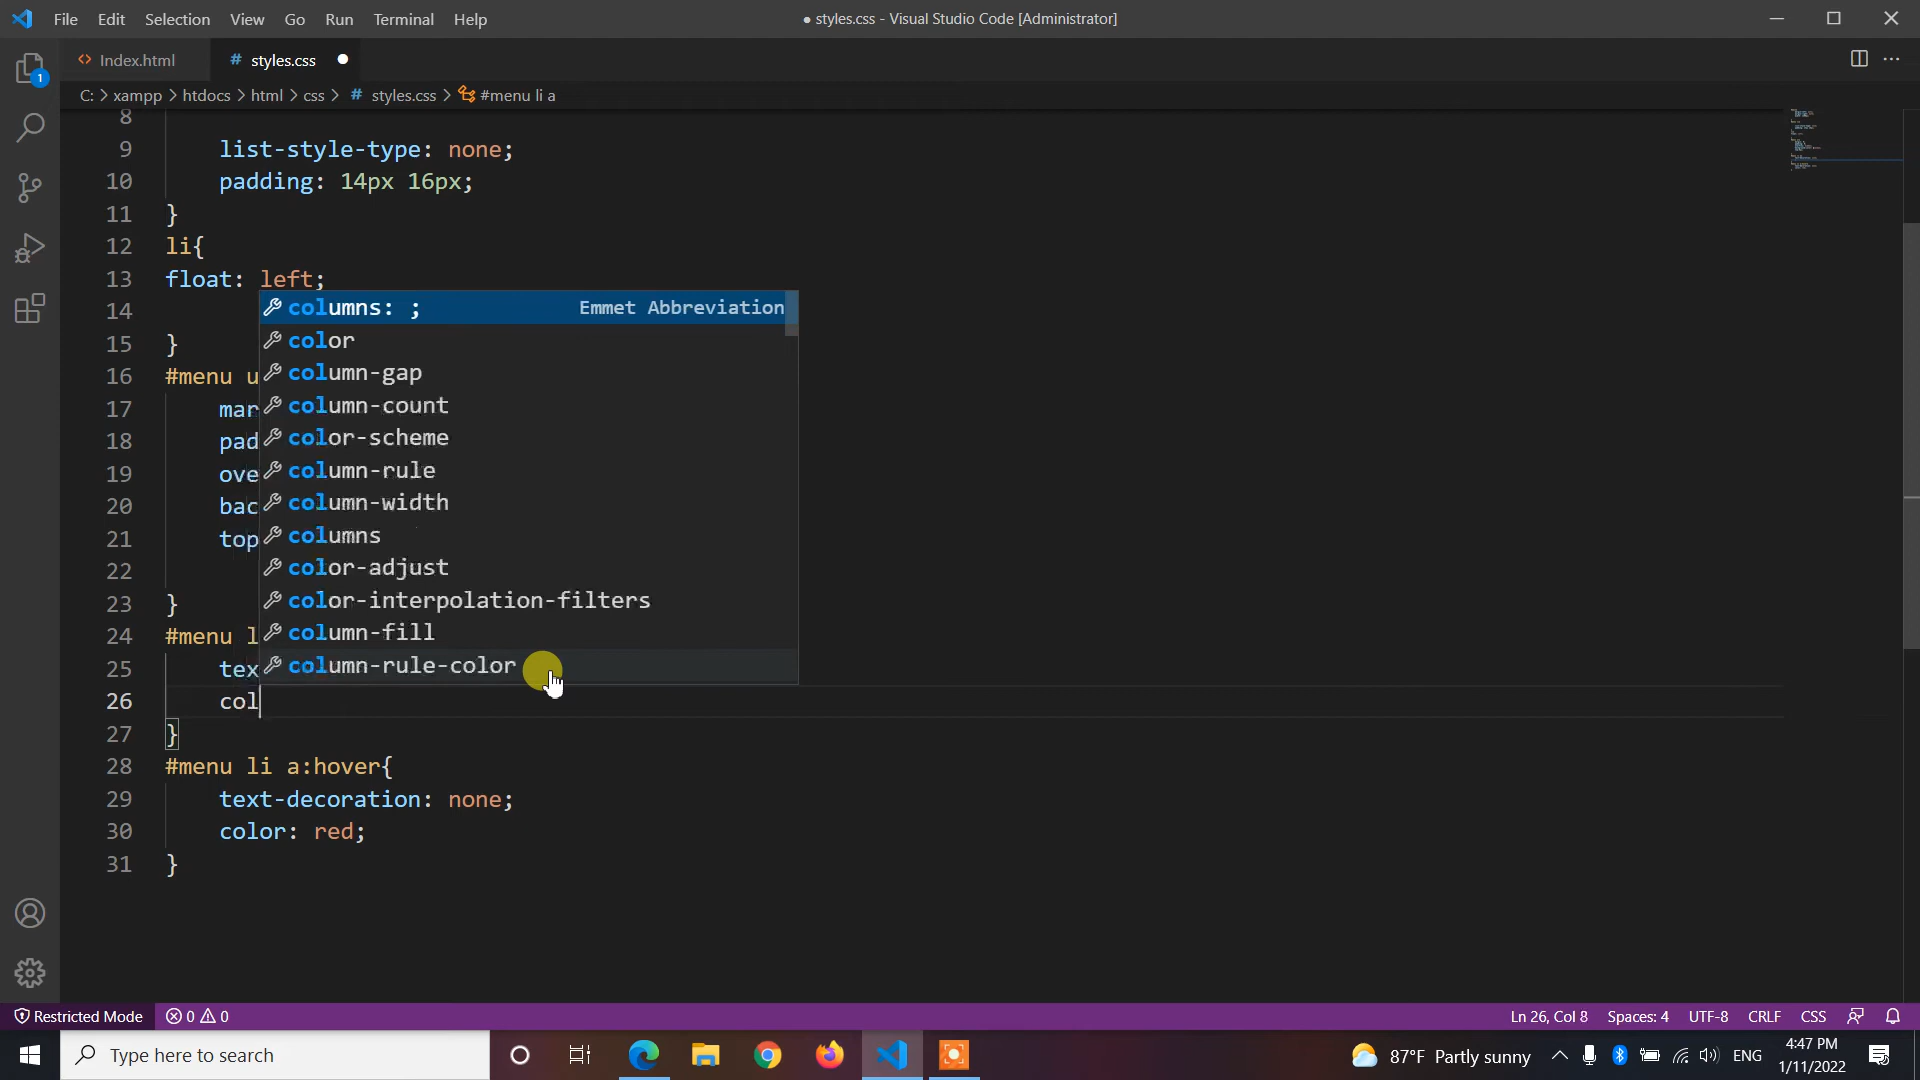 File Edit Selection View Go Run Terminal Help
● styles.css - Visual Studio Code [Administrator]
Index.html
# styles.css ●
C: > xampp > htdocs > html > css > # styles.css > #menu li a
8
9 list-style-type: none;
10 padding: 14px 16px;
11 }
12 li{
13 float: left;
14
15 }
16 #menu u
17 mar
18 pad
19 ove
20 bac
21 top
22
23 }
24 #menu l
25 tex
26 col
27 }
28 #menu li a:hover{
29 text-decoration: none;
30 color: red;
31 }
columns: ; Emmet Abbreviation
color
column-gap
column-count
color-scheme
column-rule
column-width
columns
color-adjust
color-interpolation-filters
column-fill
column-rule-color
1
Restricted Mode 0 0
Ln 26, Col 8 Spaces: 4 UTF-8 CRLF CSS
Type here to search
87°F Partly sunny
ENG
4:47 PM
1/11/2022